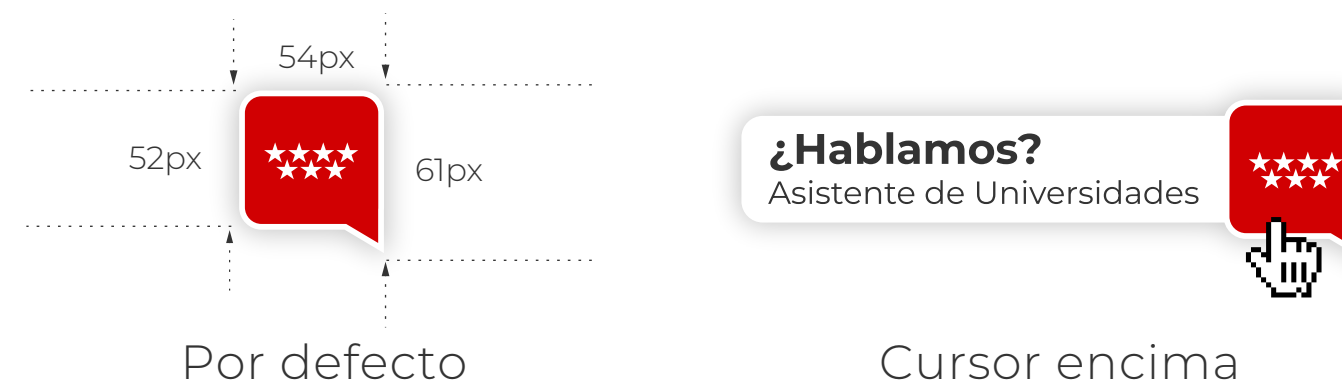 54px
52px
61px
¿Hablamos?
Asistente de Universidades
Por defecto
Cursor encima